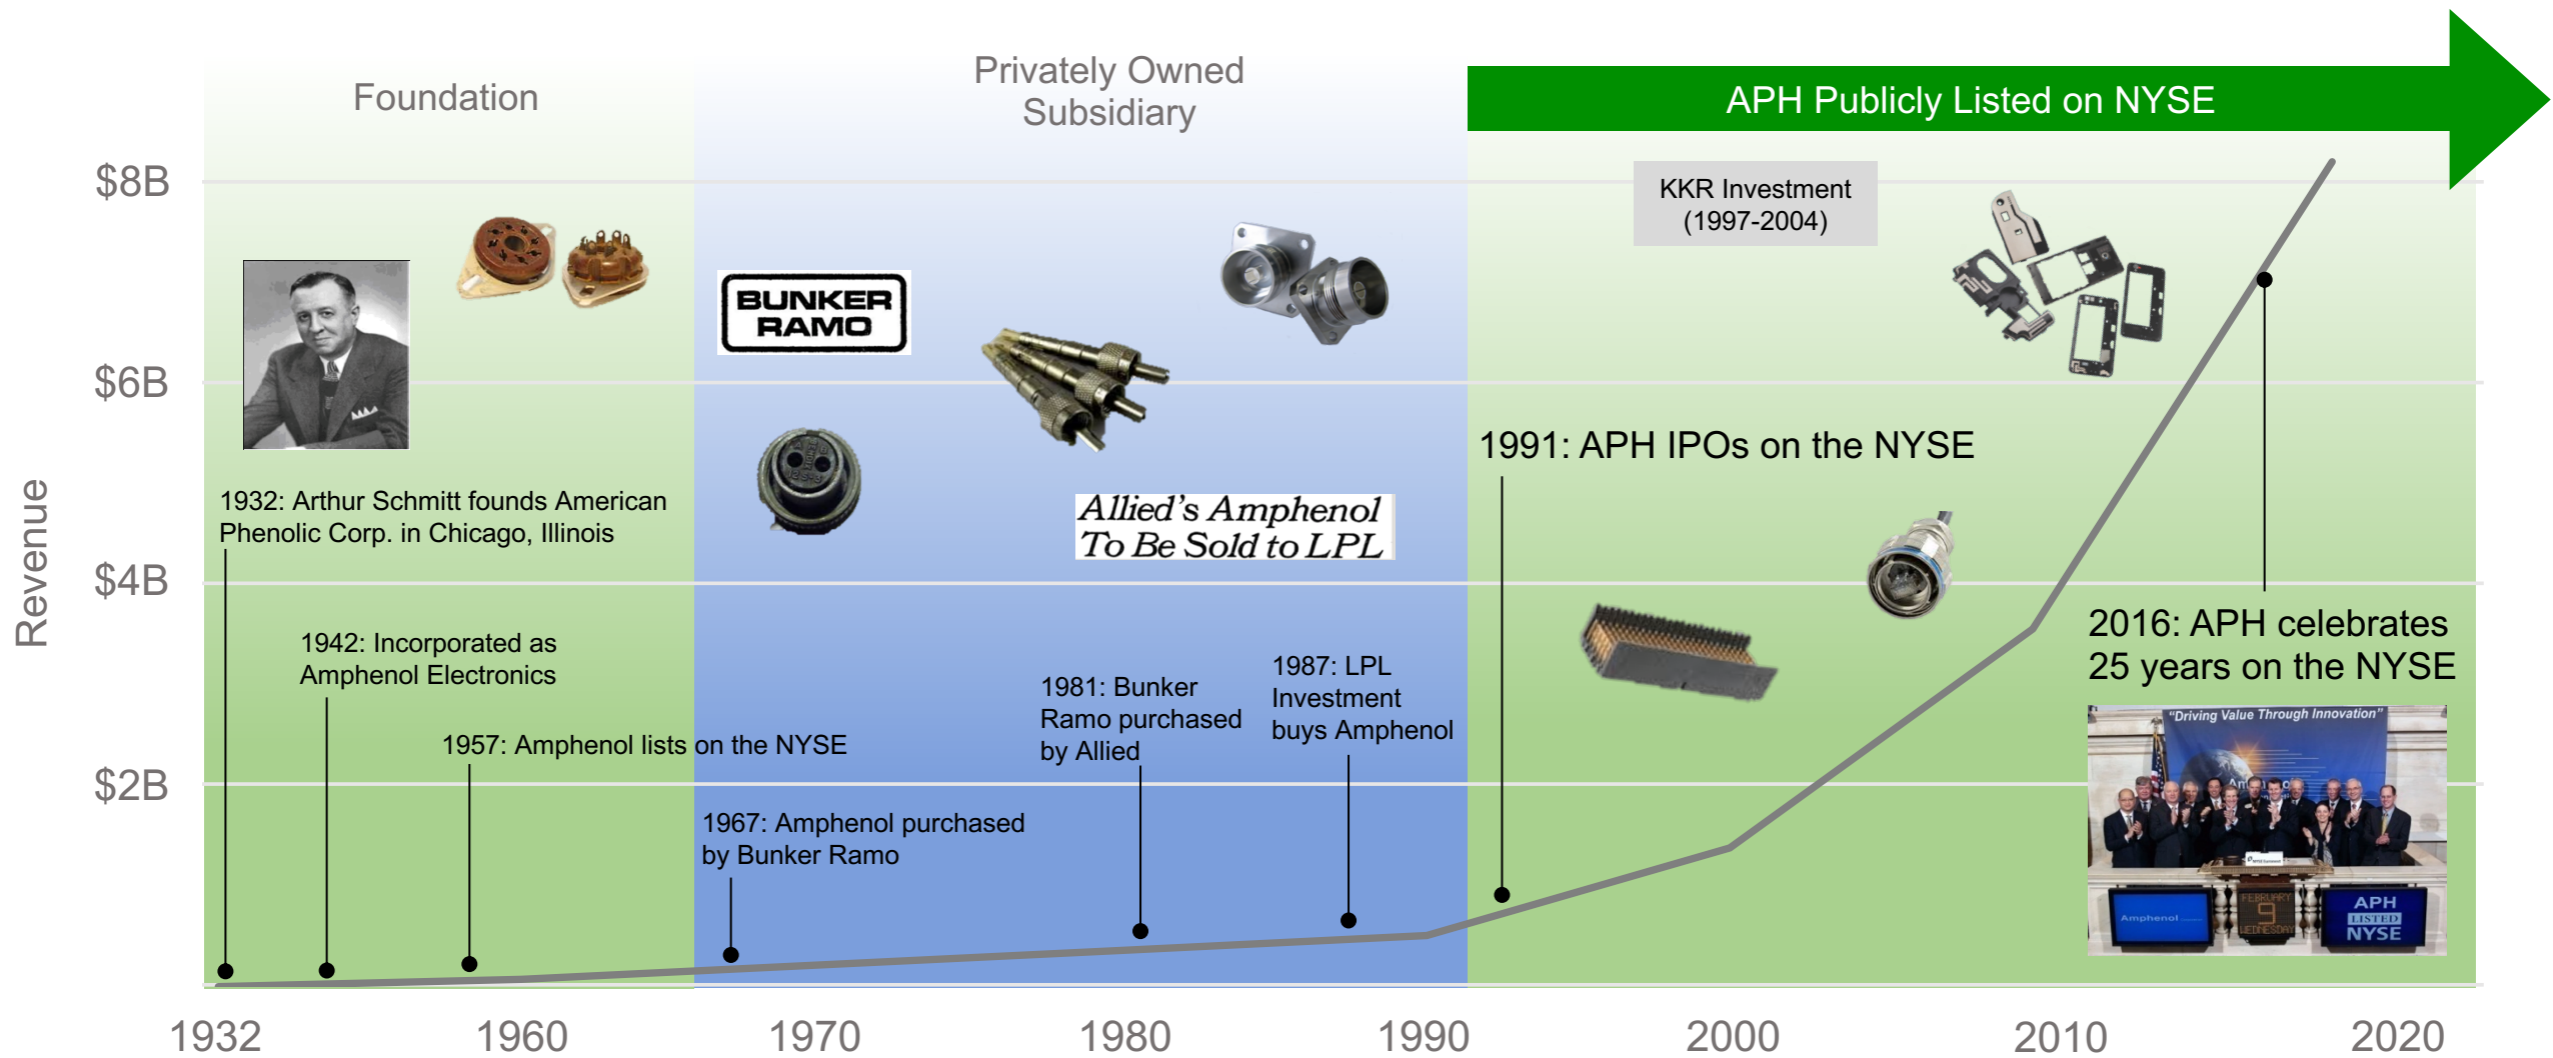 Foundation
Privately Owned
Subsidiary
APH Publicly Listed on NYSE
$8B
$6B
$4B
$2B
Revenue
KKR Investment
(1997-2004)
BUNKER
RAMO
1932: Arthur Schmitt founds American
Phenolic Corp. in Chicago, Illinois
Allied's Amphenol
To Be Sold to LPL
1991: APH IPOs on the NYSE
1942: Incorporated as
Amphenol Electronics
1957: Amphenol lists on the NYSE
1967: Amphenol purchased
by Bunker Ramo
1981: Bunker
Ramo purchased
by Allied
1987: LPL
Investment
buys Amphenol
2016: APH celebrates
25 years on the NYSE
"Driving Value Through Innovation"
Amphenol
FEBRUARY
9
WEDNESDAY
APH
LISTED
NYSE
1932
1960
1970
1980
1990
2000
2010
2020